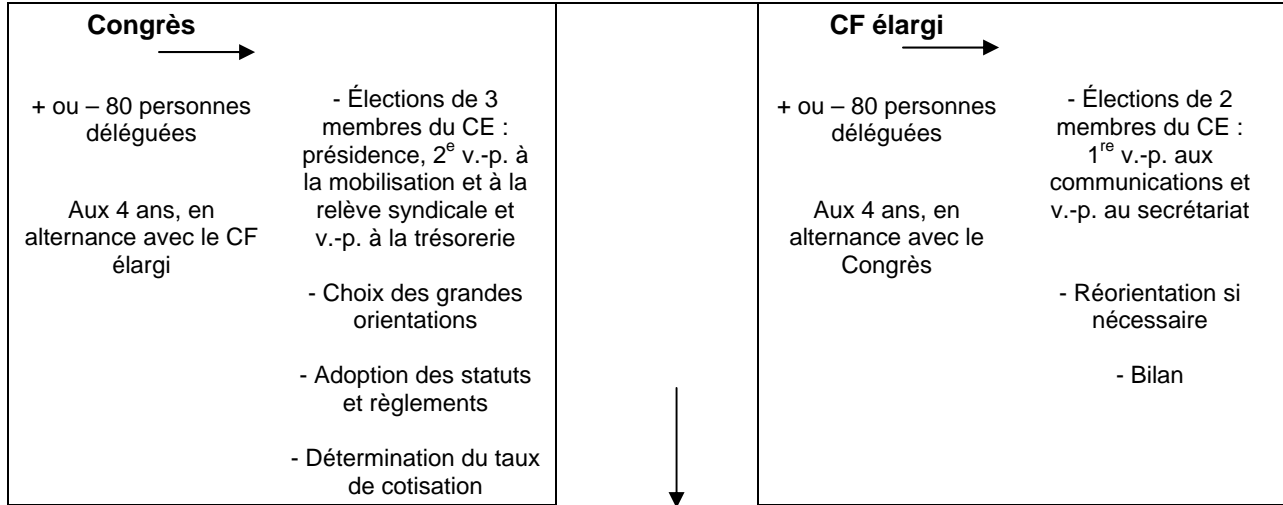 Congrès
+ ou – 80 personnes
déléguées
Aux 4 ans, en
alternance avec le CF
élargi
- Élections de 3
membres du CE :
présidence, 2e v.-p. à
la mobilisation et à la
relève syndicale et
v.-p. à la trésorerie
- Choix des grandes
orientations
- Adoption des statuts
et règlements
- Détermination du taux
de cotisation
CF élargi
+ ou – 80 personnes
déléguées
Aux 4 ans, en
alternance avec le
Congrès
- Élections de 2
membres du CE :
1re v.-p. aux
communications et
v.-p. au secrétariat
- Réorientation si
nécessaire
- Bilan